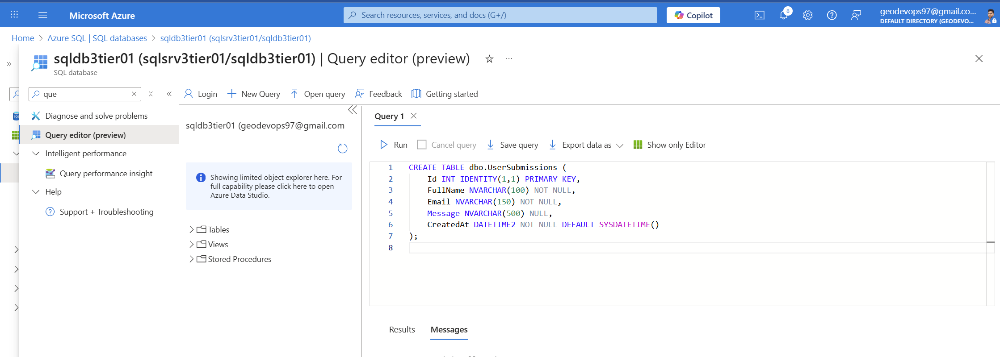 Microsoft Azure
Search resources, services, and docs (G+/)
Copilot
8
geodevops97@gmail.co...
DEFAULT DIRECTORY (GEODEVO...
Home > Azure SQL | SQL databases > sqldb3tier01 (sqlsrv3tier01/sqldb3tier01)
sqldb3tier01 (sqlsrv3tier01/sqldb3tier01) | Query editor (preview)
SQL database
que
Diagnose and solve problems
Query editor (preview)
Intelligent performance
Query performance insight
Help
Support + Troubleshooting
Login
New Query
Open query
Feedback
Getting started
sqldb3tier01 (geodevops97@gmail.com
Showing limited object explorer here. For
full capability please click here to open
Azure Data Studio.
Tables
Views
Stored Procedures
Query 1
Run
Cancel query
Save query
Export data as
Show only Editor
1 CREATE TABLE dbo.UserSubmissions (
2 Id INT IDENTITY(1,1) PRIMARY KEY,
3 FullName NVARCHAR(100) NOT NULL,
4 Email NVARCHAR(150) NOT NULL,
5 Message NVARCHAR(500) NULL,
6 CreatedAt DATETIME2 NOT NULL DEFAULT SYSDATETIME()
7 );
8
Results
Messages